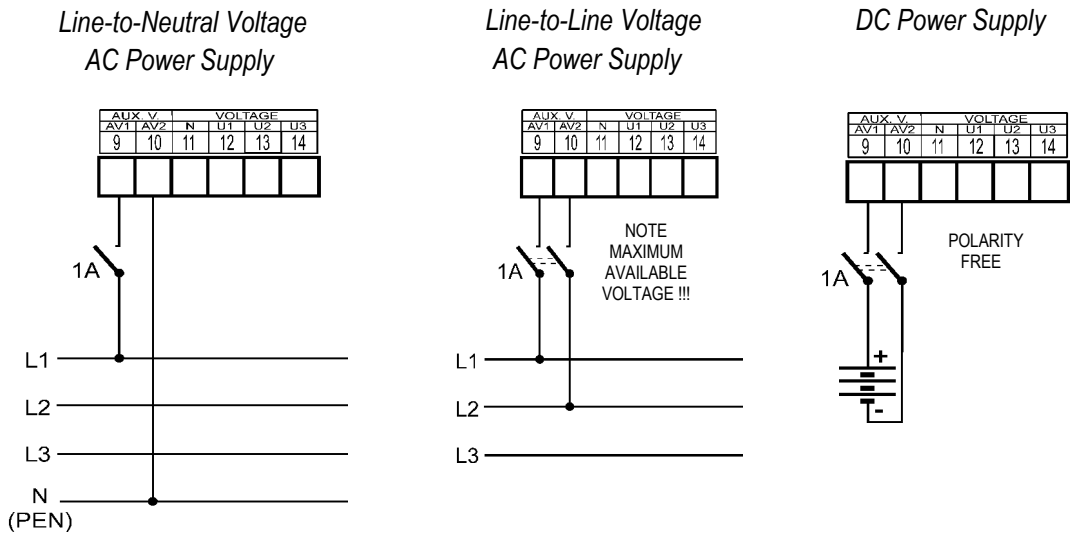 Line-to-Neutral Voltage
AC Power Supply
AUX. V. VOLTAGE
AV1 AV2 N U1 U2 U3
9 10 11 12 13 14
1A
L1
L2
L3
N
(PEN)
Line-to-Line Voltage
AC Power Supply
AUX. V. VOLTAGE
AV1 AV2 N U1 U2 U3
9 10 11 12 13 14
NOTE
MAXIMUM
AVAILABLE
VOLTAGE !!!
1A
L1
L2
L3
DC Power Supply
AUX. V. VOLTAGE
AV1 AV2 N U1 U2 U3
9 10 11 12 13 14
POLARITY
FREE
1A
+
-